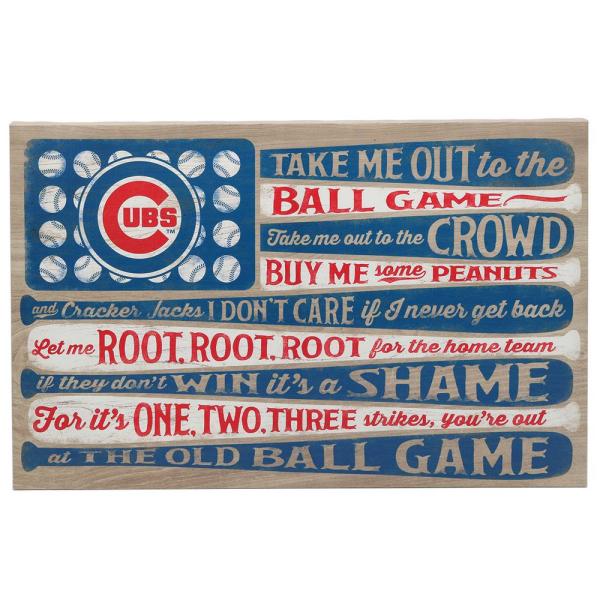 CUBS
TM
TAKE ME OUT to the
BALL GAME
Take me out to the CROWD
BUY ME some PEANUTS
and Cracker Jacks I DON'T CARE if I never get back
Let me ROOT, ROOT, ROOT for the home team
if they don't WIN it's a SHAME
For it's ONE, TWO, THREE strikes, you're out
at THE OLD BALL GAME